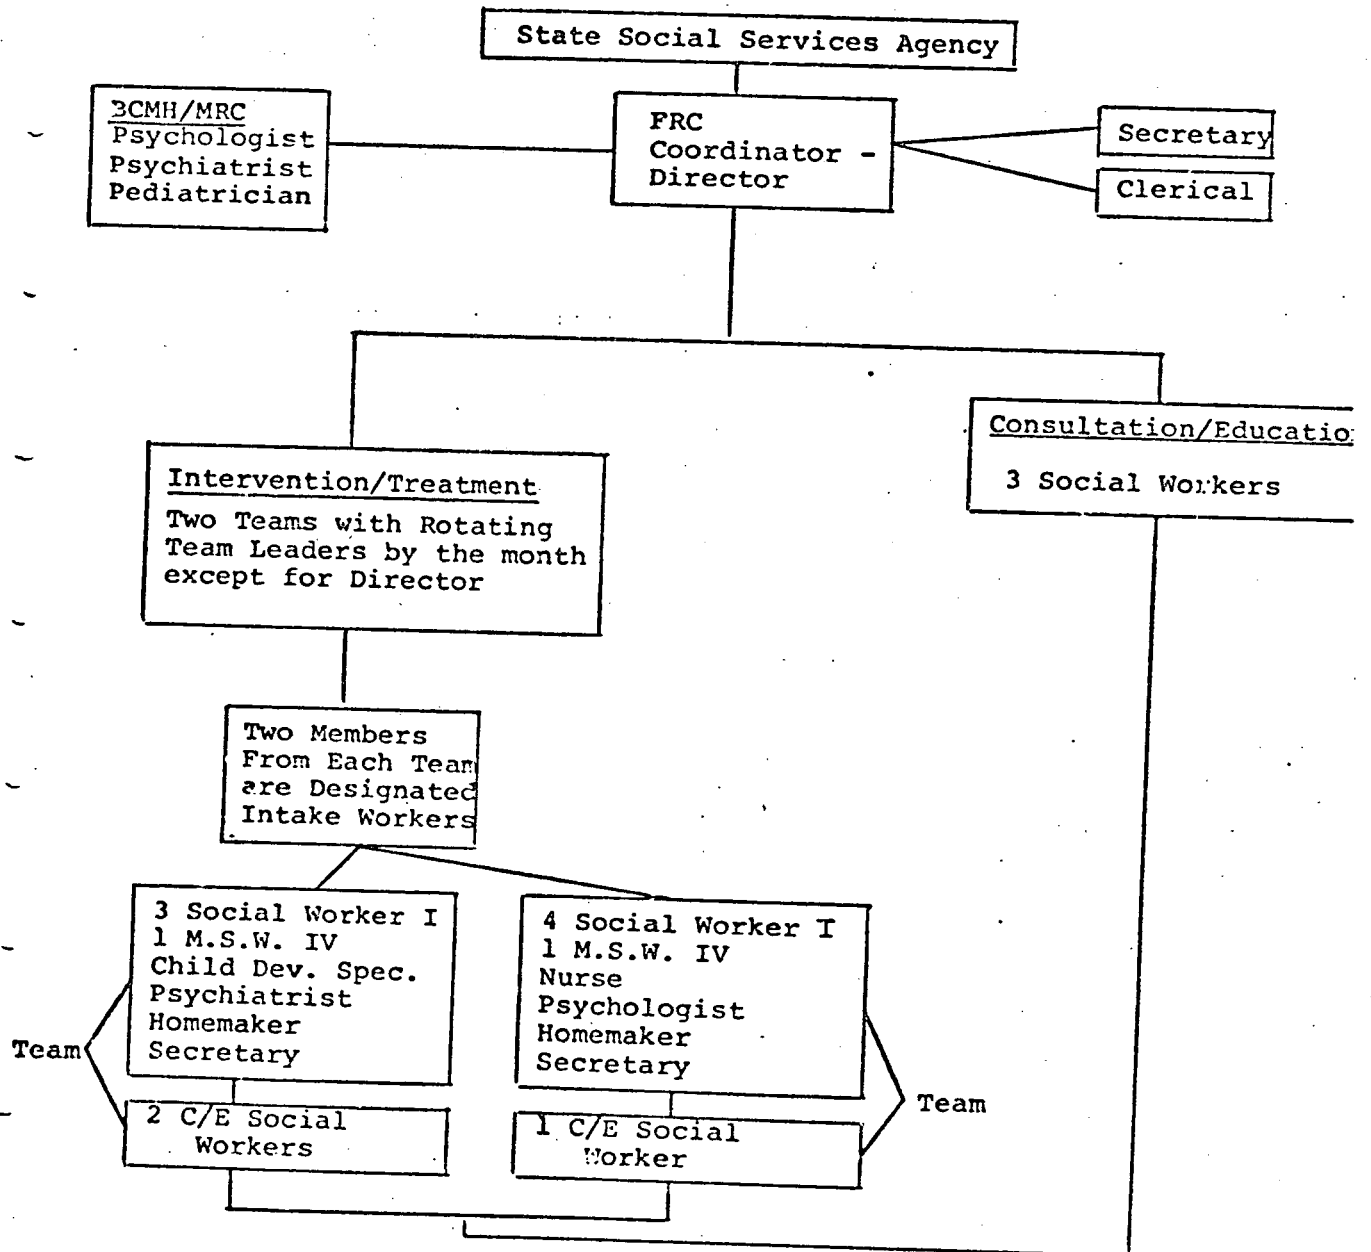 State Social Services Agency
3CMH/MRC
Psychologist
Psychiatrist
Pediatrician
FRC
Coordinator -
Director
Secretary
Clerical
Consultation/Educatio
3 Social Workers
Intervention/Treatment
Two Teams with Rotating
Team Leaders by the month
except for Director
Two Members
From Each Team
are Designated
Intake Workers
3 Social Worker I
1 M.S.W. IV
Child Dev. Spec.
Psychiatrist
Homemaker
Secretary
Team
2 C/E Social
Workers
4 Social Worker I
1 M.S.W. IV
Nurse
Psychologist
Homemaker
Secretary
Team
1 C/E Social
Worker